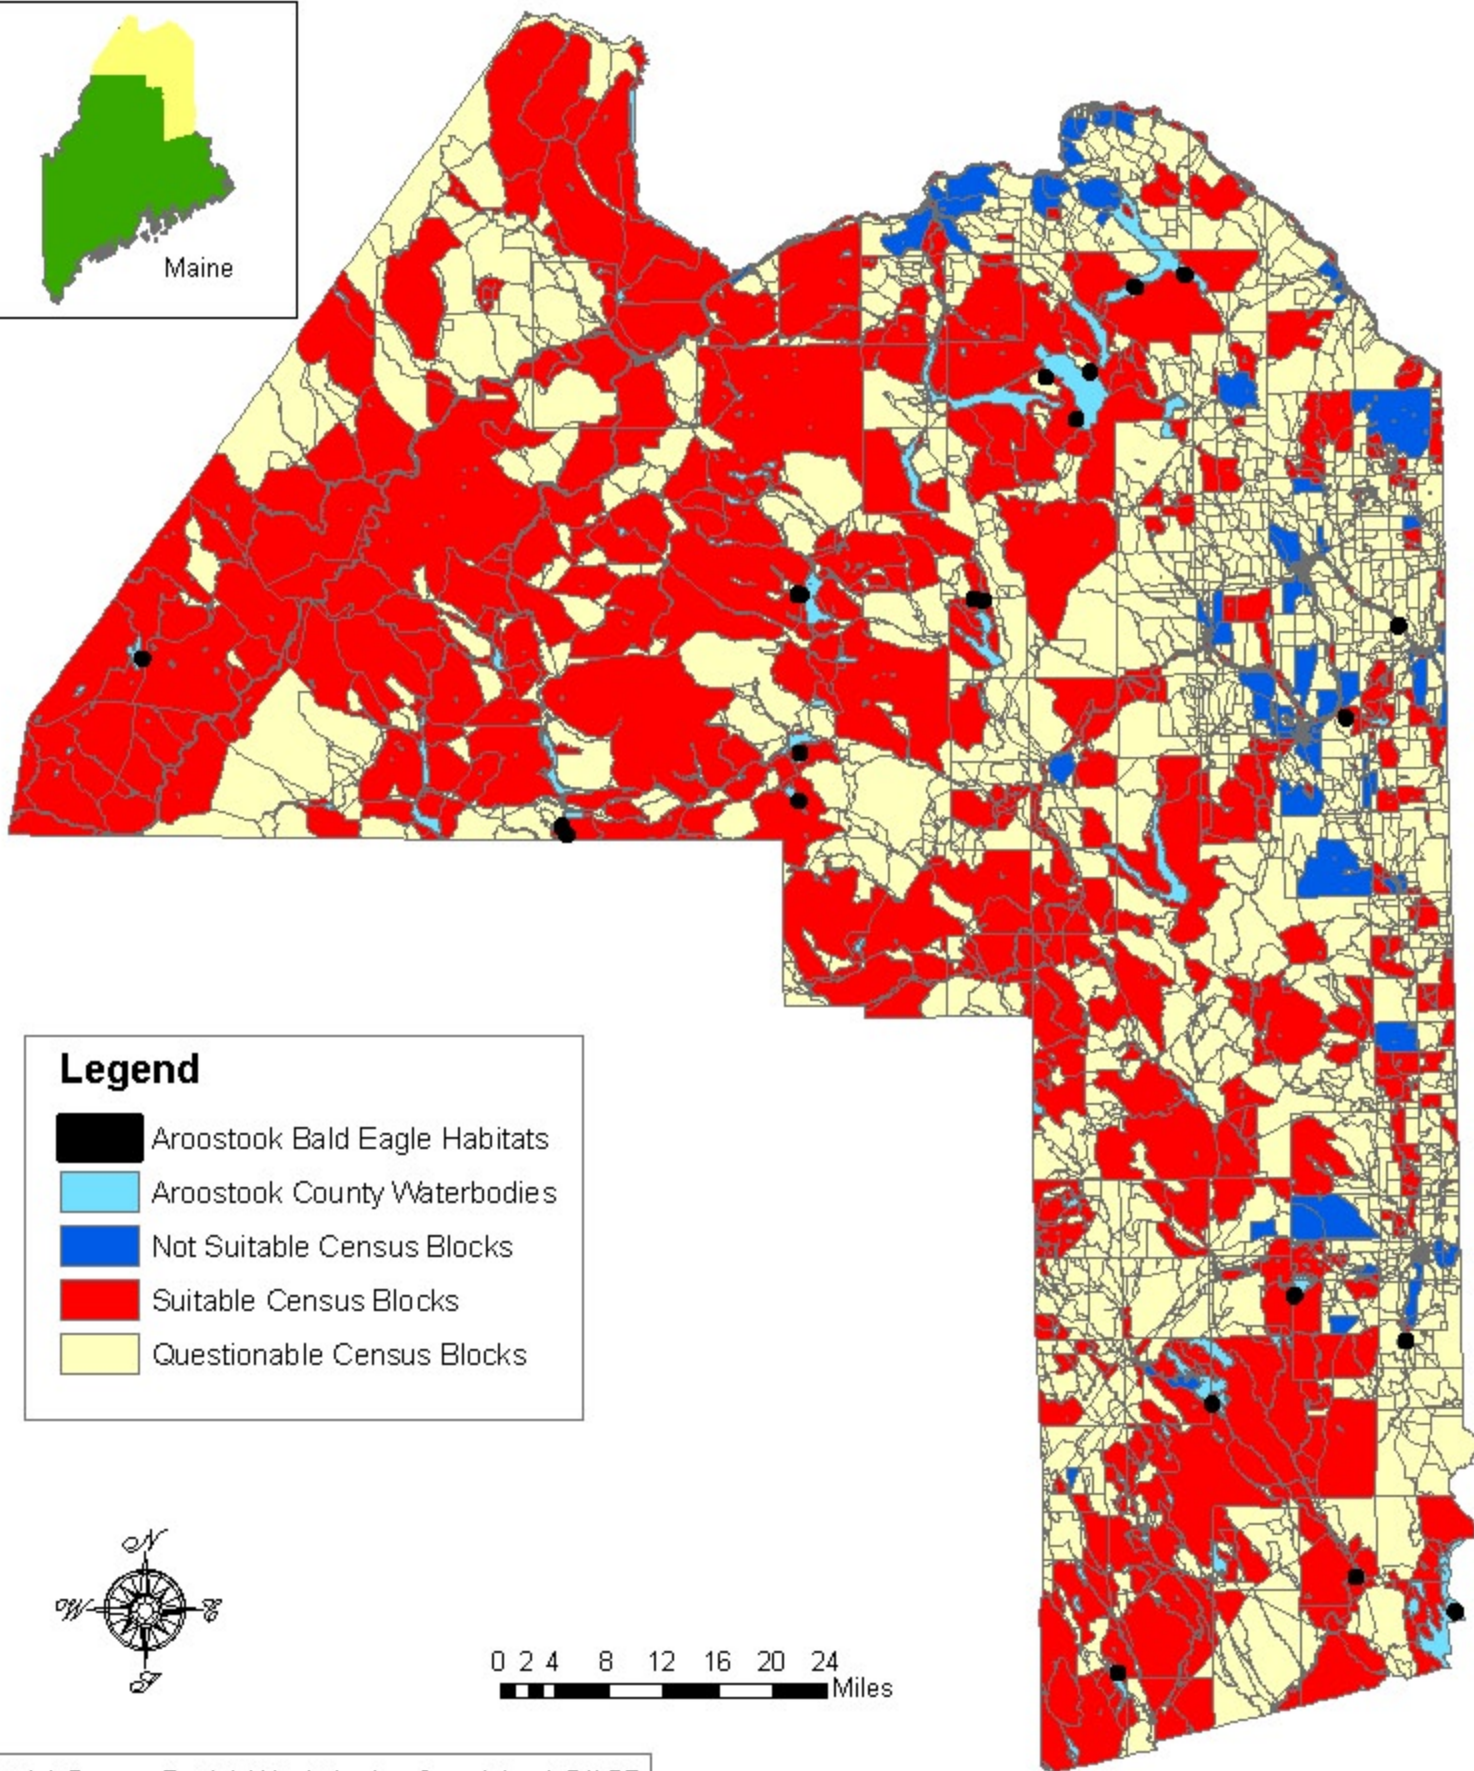 Maine
Legend
Aroostook Bald Eagle Habitats
Aroostook County Waterbodies
Not Suitable Census Blocks
Suitable Census Blocks
Questionable Census Blocks
N
W E
S
0 2 4 8 12 16 20 24
Miles